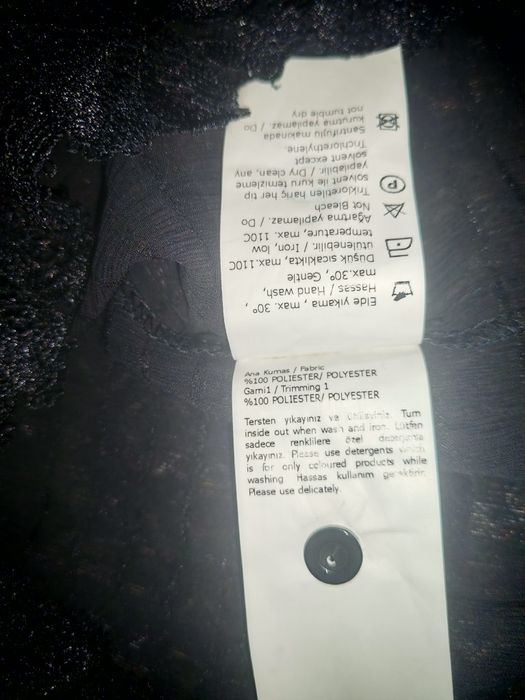 Elde yıkama , max . 30° ,
Hassas / Hand wash,
max.30°, Gentle
Düşük sıcaklıkta, max.110C
ütülenebilir. / Iron, low
temperature, max. 110C
Ağartma yapılamaz. / Do
Not Bleach
Trikloretilen hariç her tip
solvent ile kuru temizleme
yapılabilir. / Dry clean, any
solvent except
Trichlorethylene.
Santrifüjlü makinada
kurutma yapılamaz. / Do
not tumble dry
Ana Kumas / Fabric
%100 POLIESTER/ POLYESTER
Garni1 / Trimming 1
%100 POLIESTER/ POLYESTER
Tersten yıkayınız ve ütüleyiniz. Turn
inside out when wash and iron. Lütfen
sadece renklilere özel deterjanla
yıkayınız. Please use detergents which
is for only coloured products while
washing Hassas kullanım gerektirir.
Please use delicately.